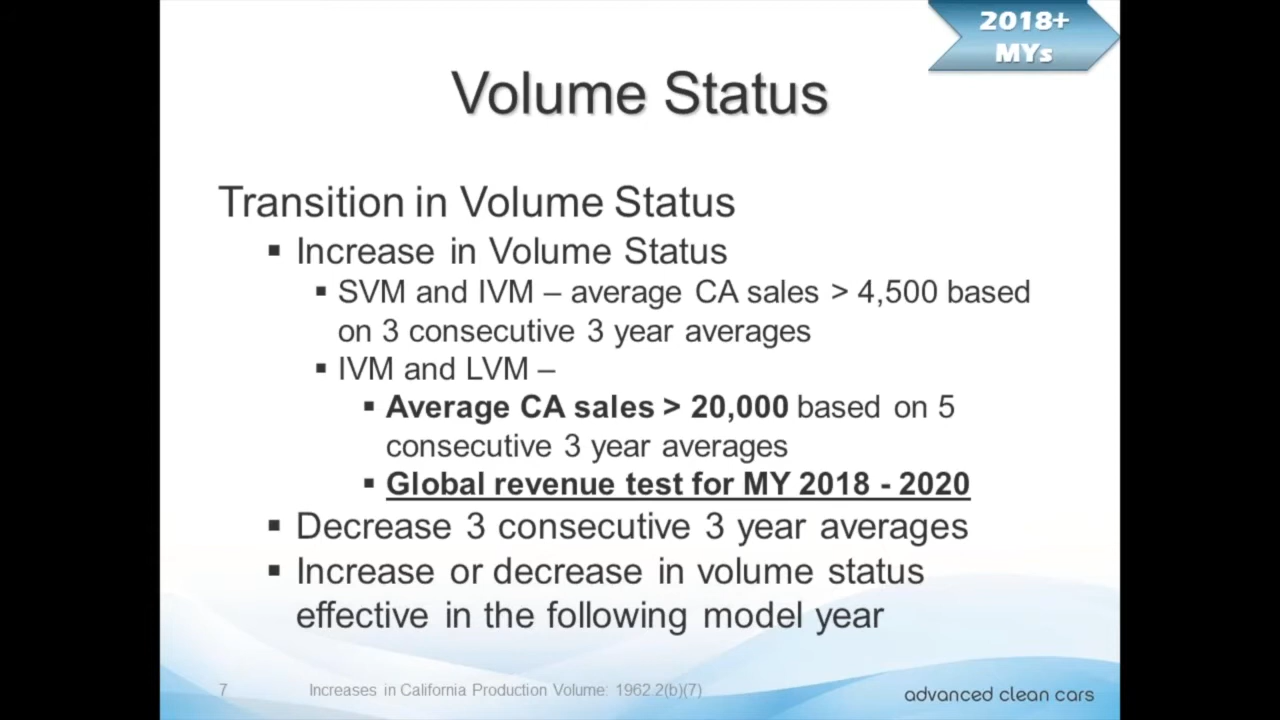 2018+
MYs
Volume Status
Transition in Volume Status
▪ Increase in Volume Status
▪ SVM and IVM – average CA sales > 4,500 based
on 3 consecutive 3 year averages
▪ IVM and LVM –
▪ Average CA sales > 20,000 based on 5
consecutive 3 year averages
▪ Global revenue test for MY 2018 - 2020
▪ Decrease 3 consecutive 3 year averages
▪ Increase or decrease in volume status
effective in the following model year
7 Increases in California Production Volume: 1962.2(b)(7)
advanced clean cars